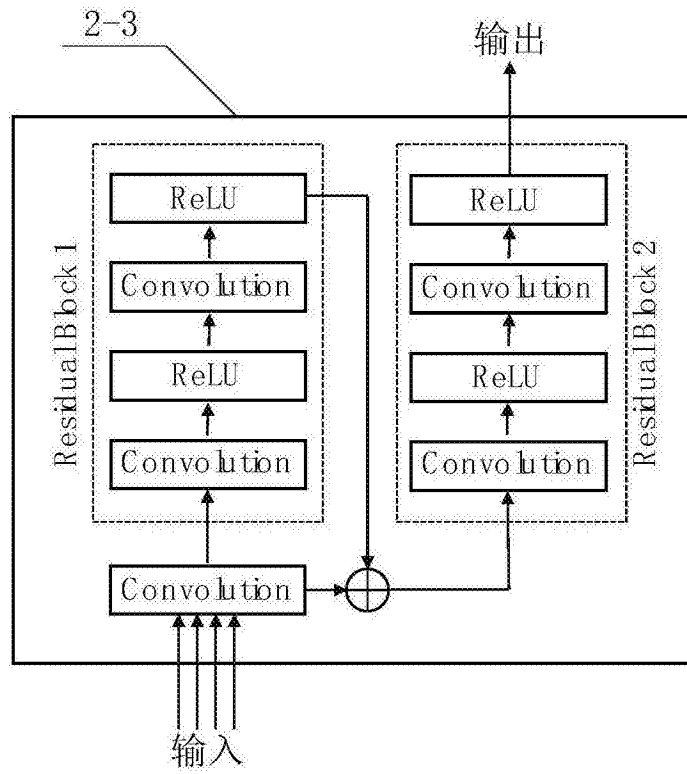 2-3
输出
ResidualBlock1
ReLU
Convolution
ReLU
Convolution
Convolution
ReLU
Convolution
ReLU
Convolution
ResidualBlock2
输入